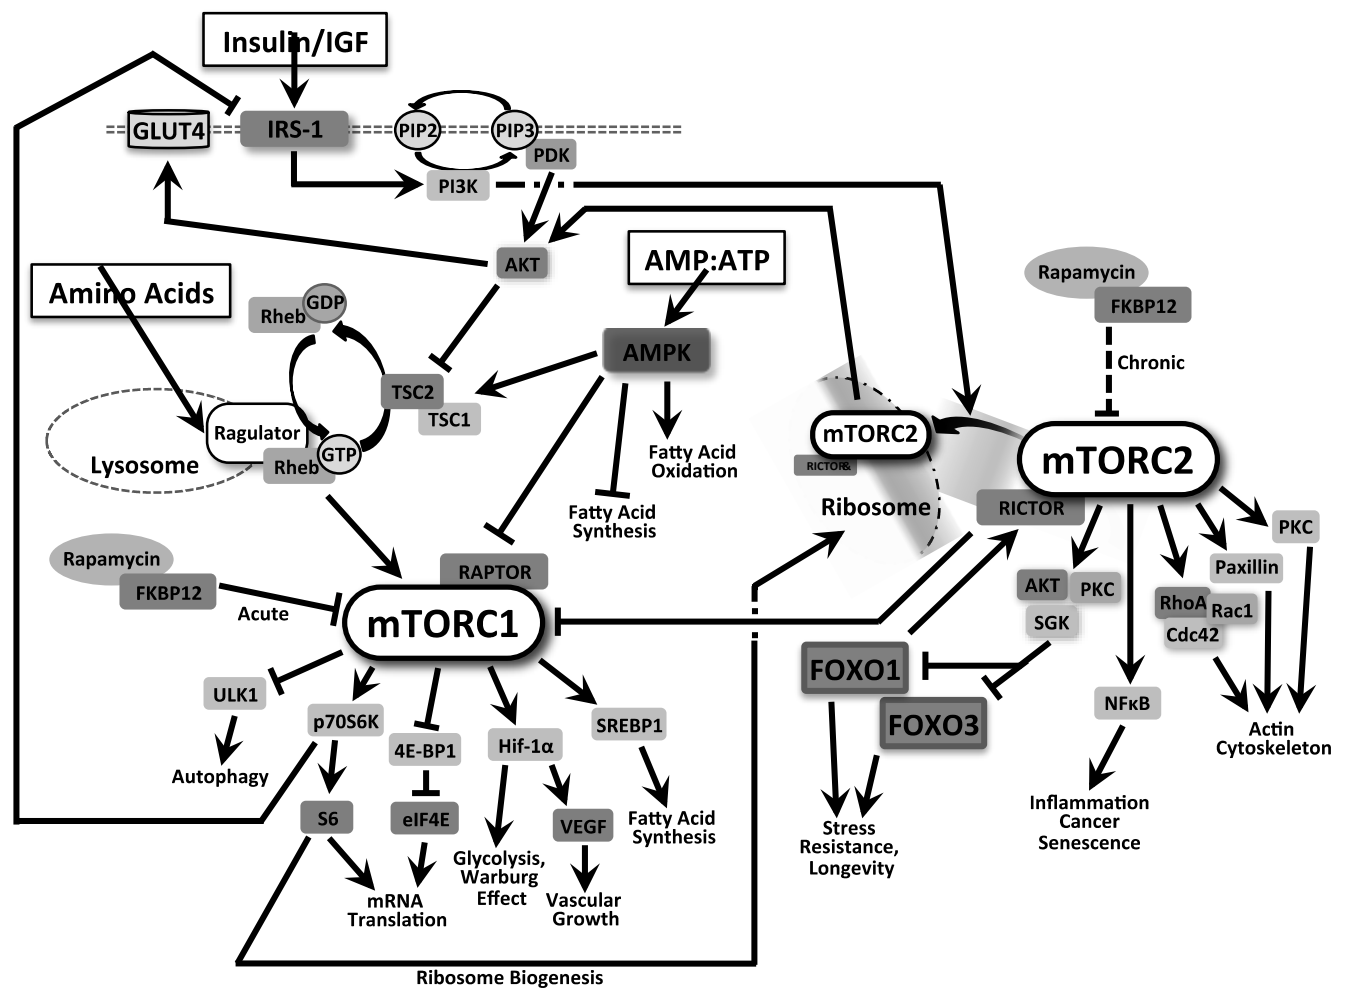 Insulin/IGF
GLUT4
IRS-1
PIP2
PIP3
PDK
PI3K
AKT
AMP:ATP
Amino Acids
Rheb
GDP
AMPK
TSC2
TSC1
Rapamycin
FKBP12
Chronic
Ragulator
Lysosome
Rheb
GTP
Fatty Acid
Oxidation
Fatty Acid
Synthesis
mTORC2
RICTOR
Ribosome
mTORC2
RICTOR
PKC
Paxillin
Rapamycin
FKBP12
Acute
RAPTOR
mTORC1
AKT
PKC
SGK
RhoA
Rac1
Cdc42
FOXO1
FOXO3
NFκB
Actin
Cytoskeleton
ULK1
p70S6K
4E-BP1
Hif-1α
SREBP1
Autophagy
S6
eIF4E
VEGF
Fatty Acid
Synthesis
Glycolysis,
Warburg
Effect
mRNA
Translation
Vascular
Growth
Stress
Resistance,
Longevity
Inflammation
Cancer
Senescence
Ribosome Biogenesis